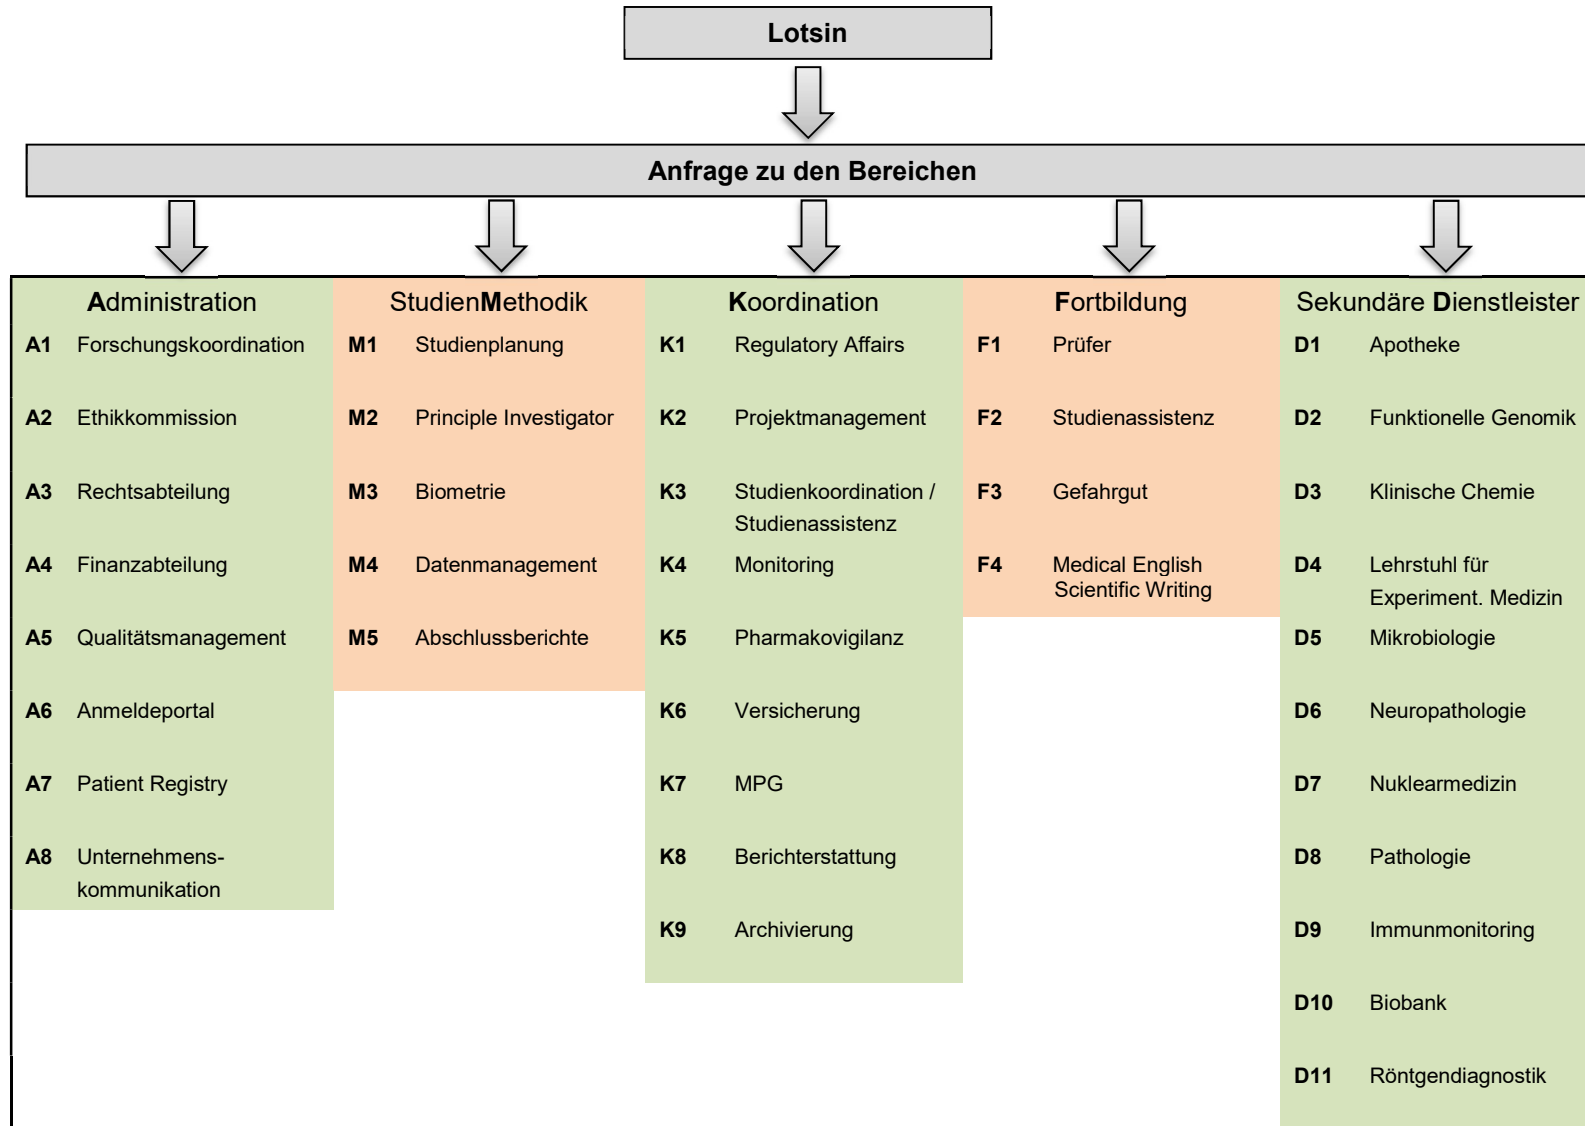 Lotsin
Anfrage zu den Bereichen
Administration
A1 Forschungskoordination
A2 Ethikkommission
A3 Rechtsabteilung
A4 Finanzabteilung
A5 Qualitätsmanagement
A6 Anmeldeportal
A7 Patient Registry
A8 Unternehmens-
kommunikation
StudienMethodik
M1 Studienplanung
M2 Principle Investigator
M3 Biometrie
M4 Datenmanagement
M5 Abschlussberichte
Koordination
K1 Regulatory Affairs
K2 Projektmanagement
K3 Studienkoordination /
Studienassistenz
K4 Monitoring
K5 Pharmakovigilanz
K6 Versicherung
K7 MPG
K8 Berichterstattung
K9 Archivierung
Fortbildung
F1 Prüfer
F2 Studienassistenz
F3 Gefahrgut
F4 Medical English
Scientific Writing
Sekundäre Dienstleister
D1 Apotheke
D2 Funktionelle Genomik
D3 Klinische Chemie
D4 Lehrstuhl für
Experiment. Medizin
D5 Mikrobiologie
D6 Neuropathologie
D7 Nuklearmedizin
D8 Pathologie
D9 Immunmonitoring
D10 Biobank
D11 Röntgendiagnostik